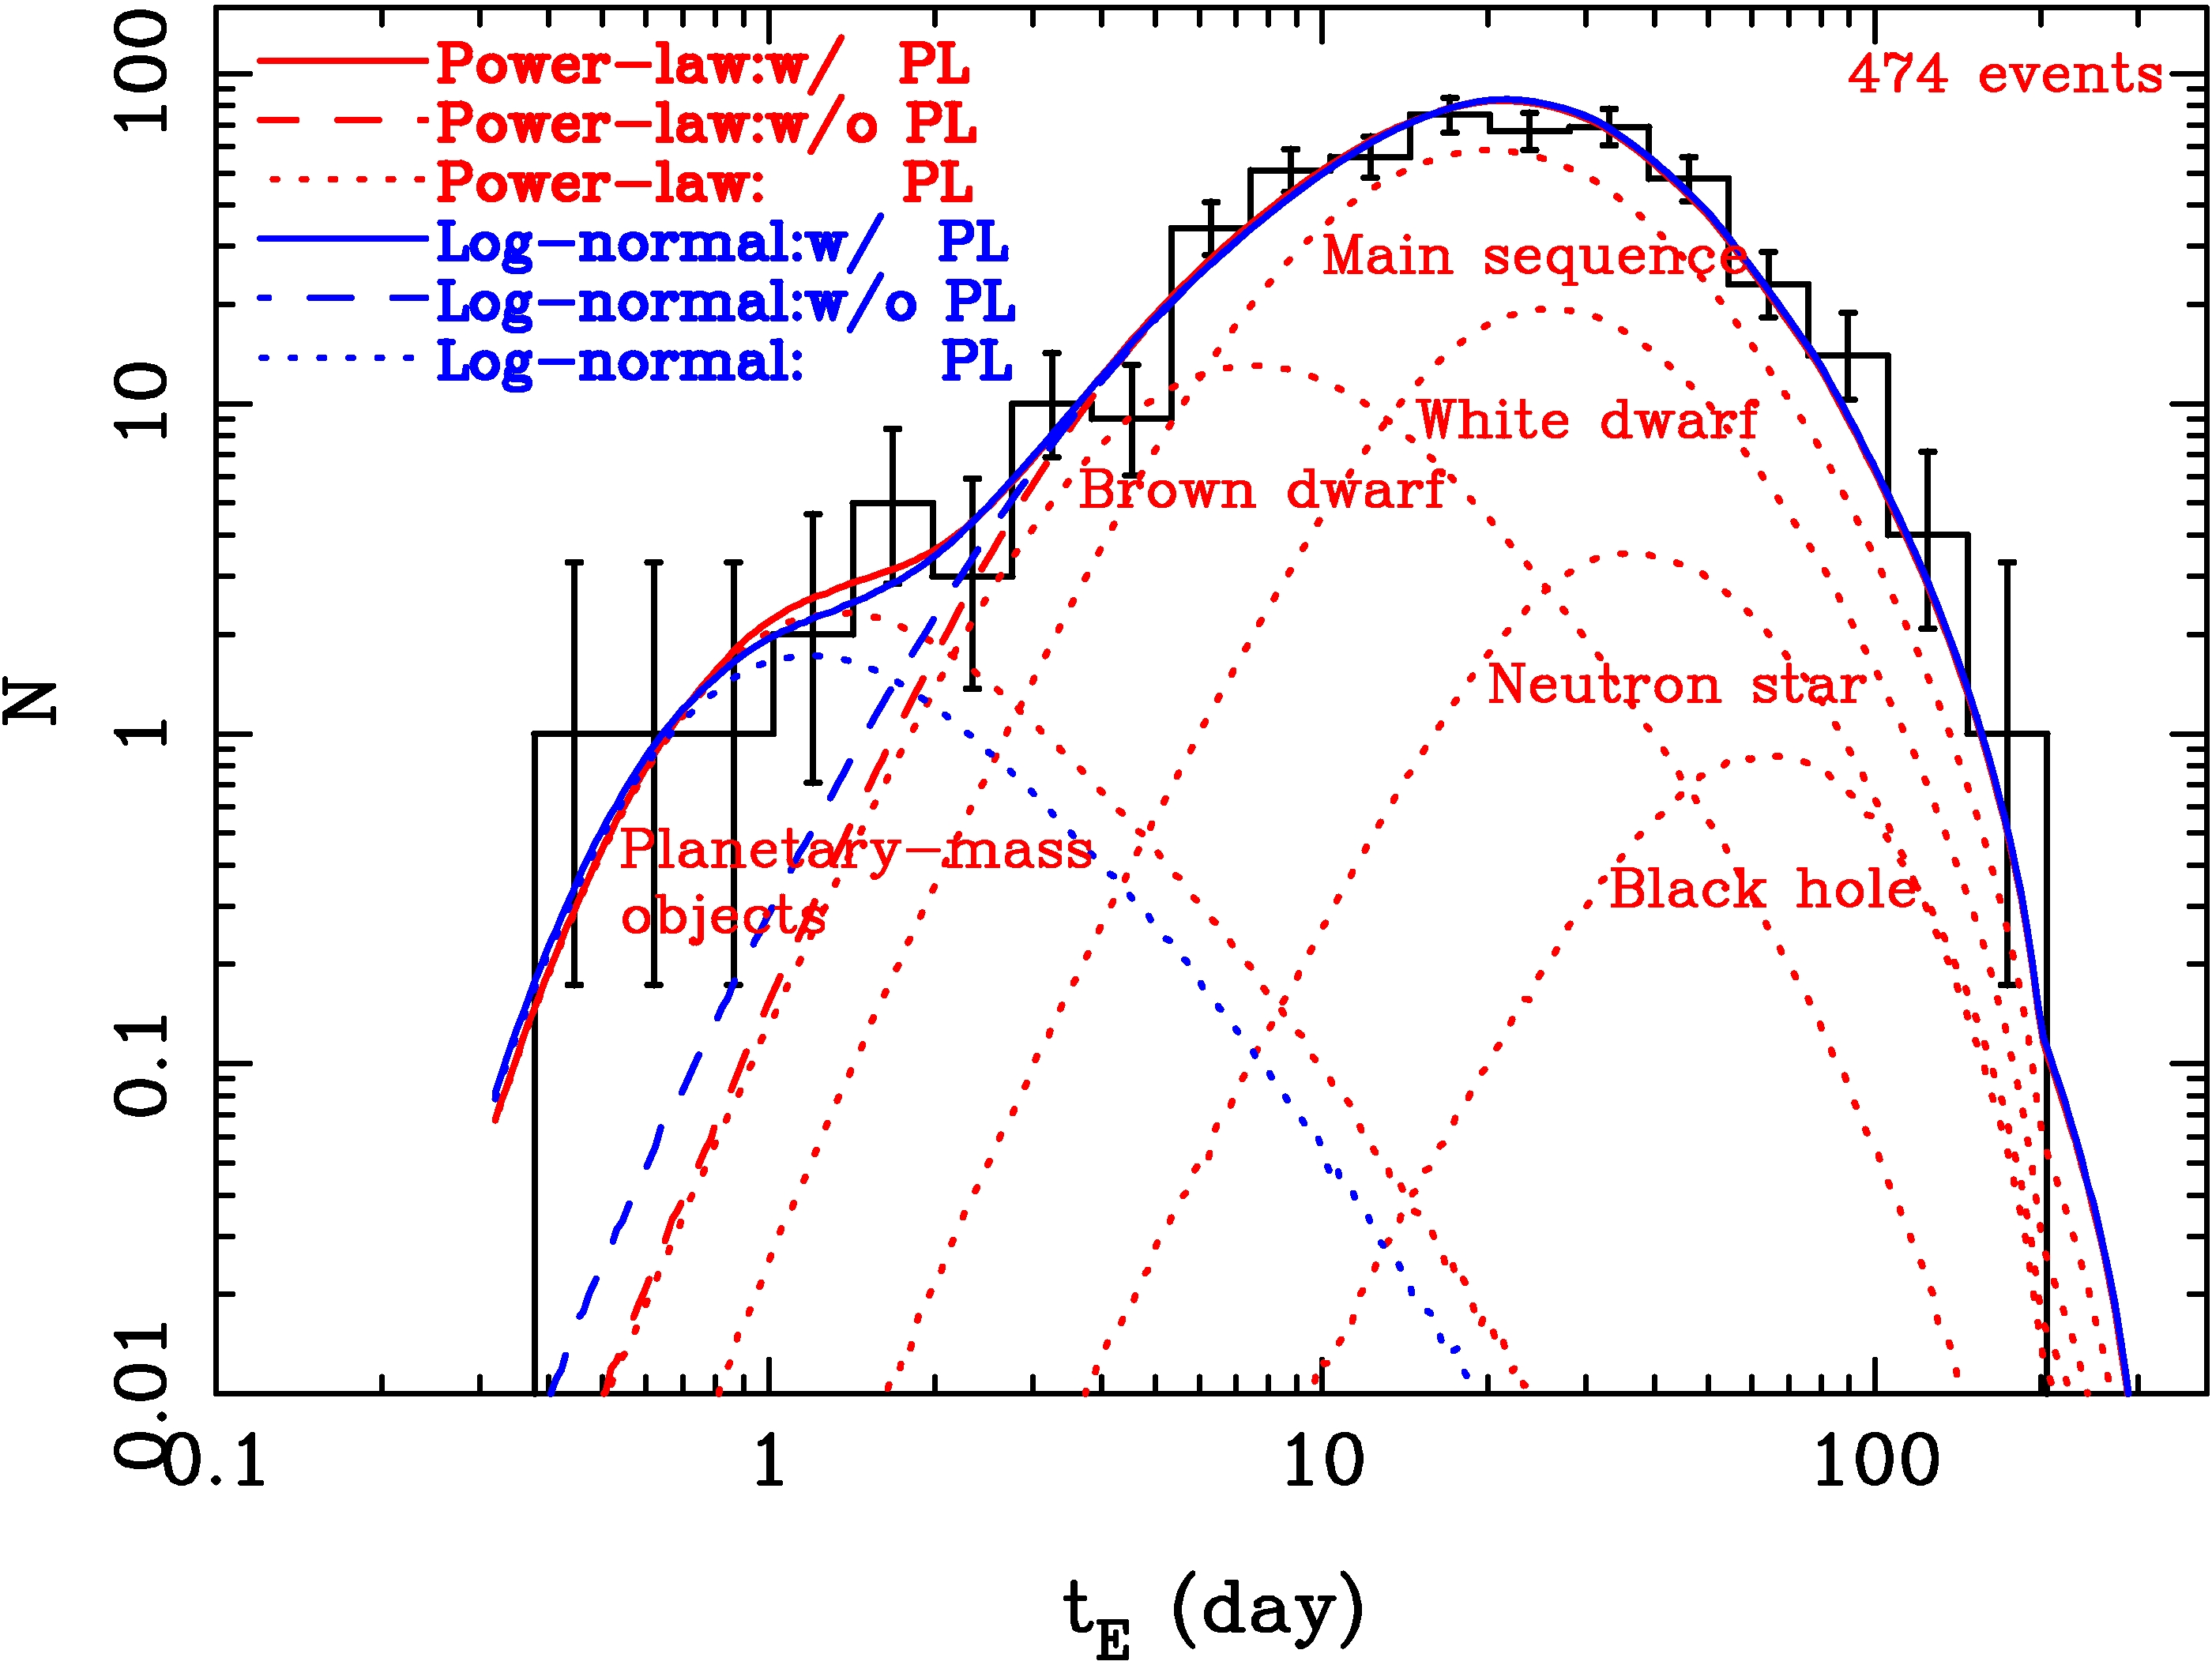 Power-law:w/ PL
Power-law:w/o PL
Power-law: PL
Log-normal:w/ PL
Log-normal:w/o PL
Log-normal: PL
474 events
Main sequence
White dwarf
Brown dwarf
Neutron star
Planetary-mass
objects
Black hole
N
100
10
1
0.1
0.01
0.1 1 10 100
tE (day)